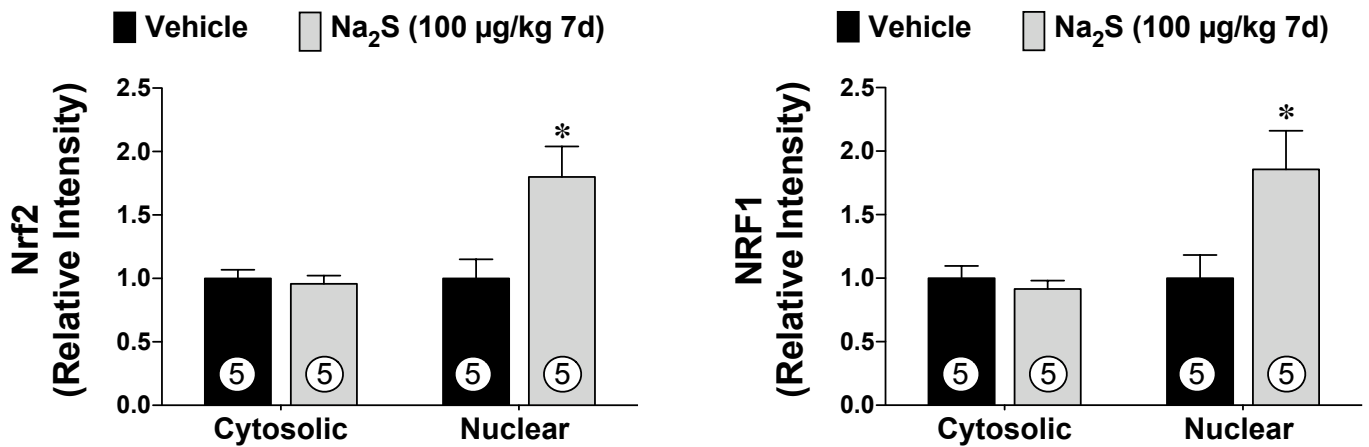 Vehicle
Na₂S (100 µg/kg 7d)
Nrf2
(Relative Intensity)
2.5
2.0
1.5
1.0
0.5
0.0
*
5
5
5
5
Cytosolic
Nuclear
Vehicle
Na₂S (100 µg/kg 7d)
NRF1
(Relative Intensity)
2.5
2.0
1.5
1.0
0.5
0.0
*
5
5
5
5
Cytosolic
Nuclear